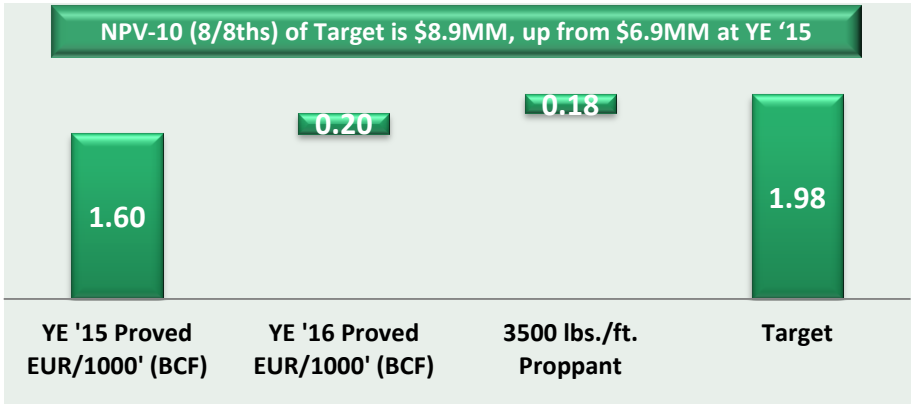 NPV-10 (8/8ths) of Target is $8.9MM, up from $6.9MM at YE ‘15
1.60
0.20
0.18
1.98
YE '15 Proved
EUR/1000' (BCF)
YE '16 Proved
EUR/1000' (BCF)
3500 lbs./ft.
Proppant
Target